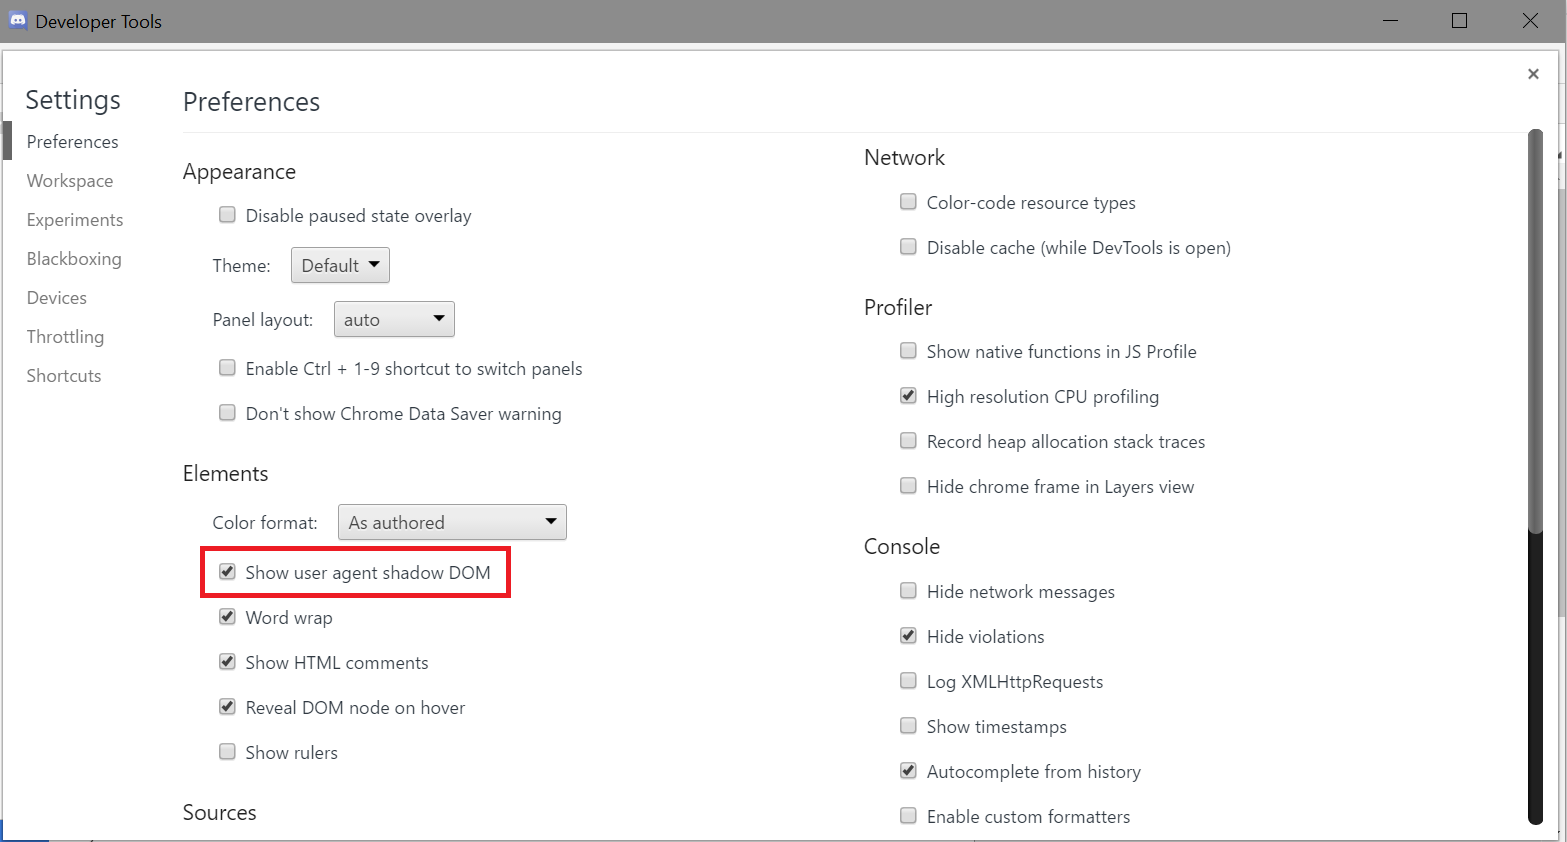 Developer Tools
Settings
Preferences
Workspace
Experiments
Blackboxing
Devices
Throttling
Shortcuts
Preferences
Appearance
Disable paused state overlay
Theme: Default
Panel layout: auto
Enable Ctrl + 1-9 shortcut to switch panels
Don't show Chrome Data Saver warning
Elements
Color format: As authored
Show user agent shadow DOM
Word wrap
Show HTML comments
Reveal DOM node on hover
Show rulers
Sources
Network
Color-code resource types
Disable cache (while DevTools is open)
Profiler
Show native functions in JS Profile
High resolution CPU profiling
Record heap allocation stack traces
Hide chrome frame in Layers view
Console
Hide network messages
Hide violations
Log XMLHttpRequests
Show timestamps
Autocomplete from history
Enable custom formatters